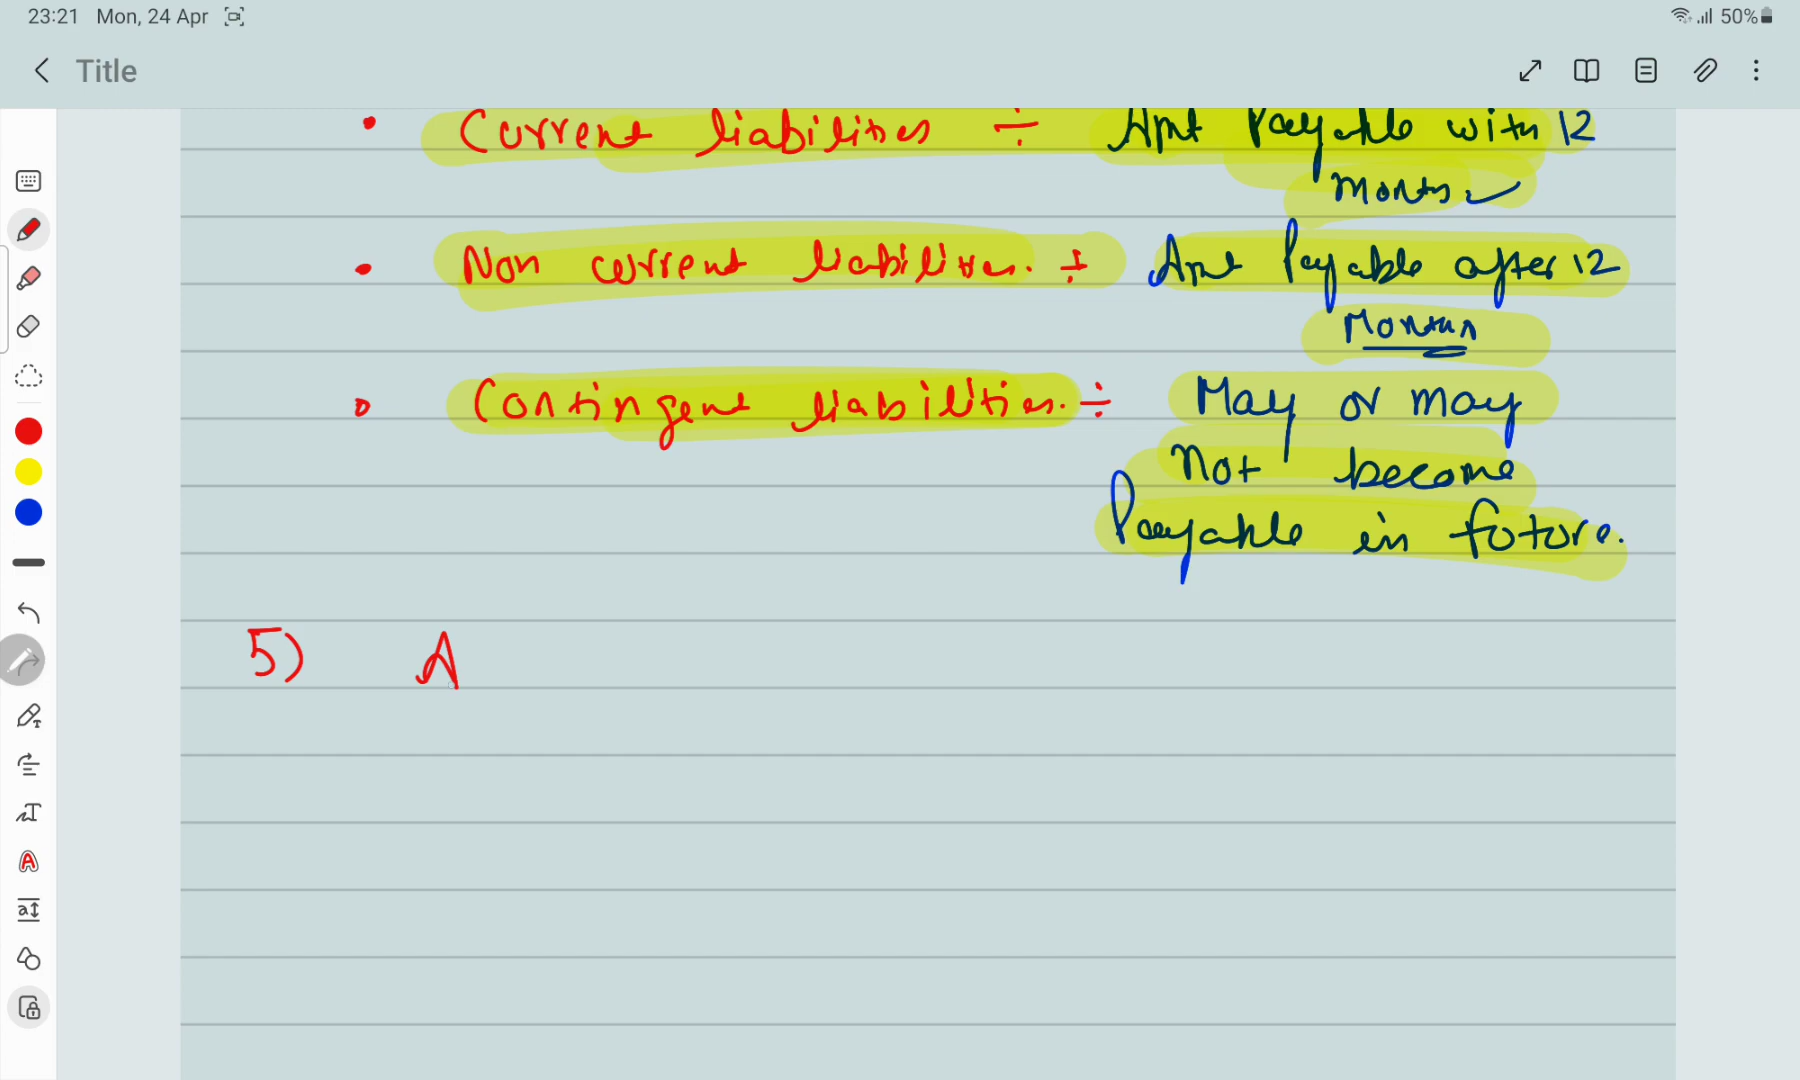 23:21 Mon, 24 Apr 50%
Title
• Current liabilities ÷ Amt Payable with 12
Months.
• Non current liabilities. ÷ Amt Payable after 12
Months
• Contingent liabilities. ÷ May or may
Not become
Payable in future.
5) A